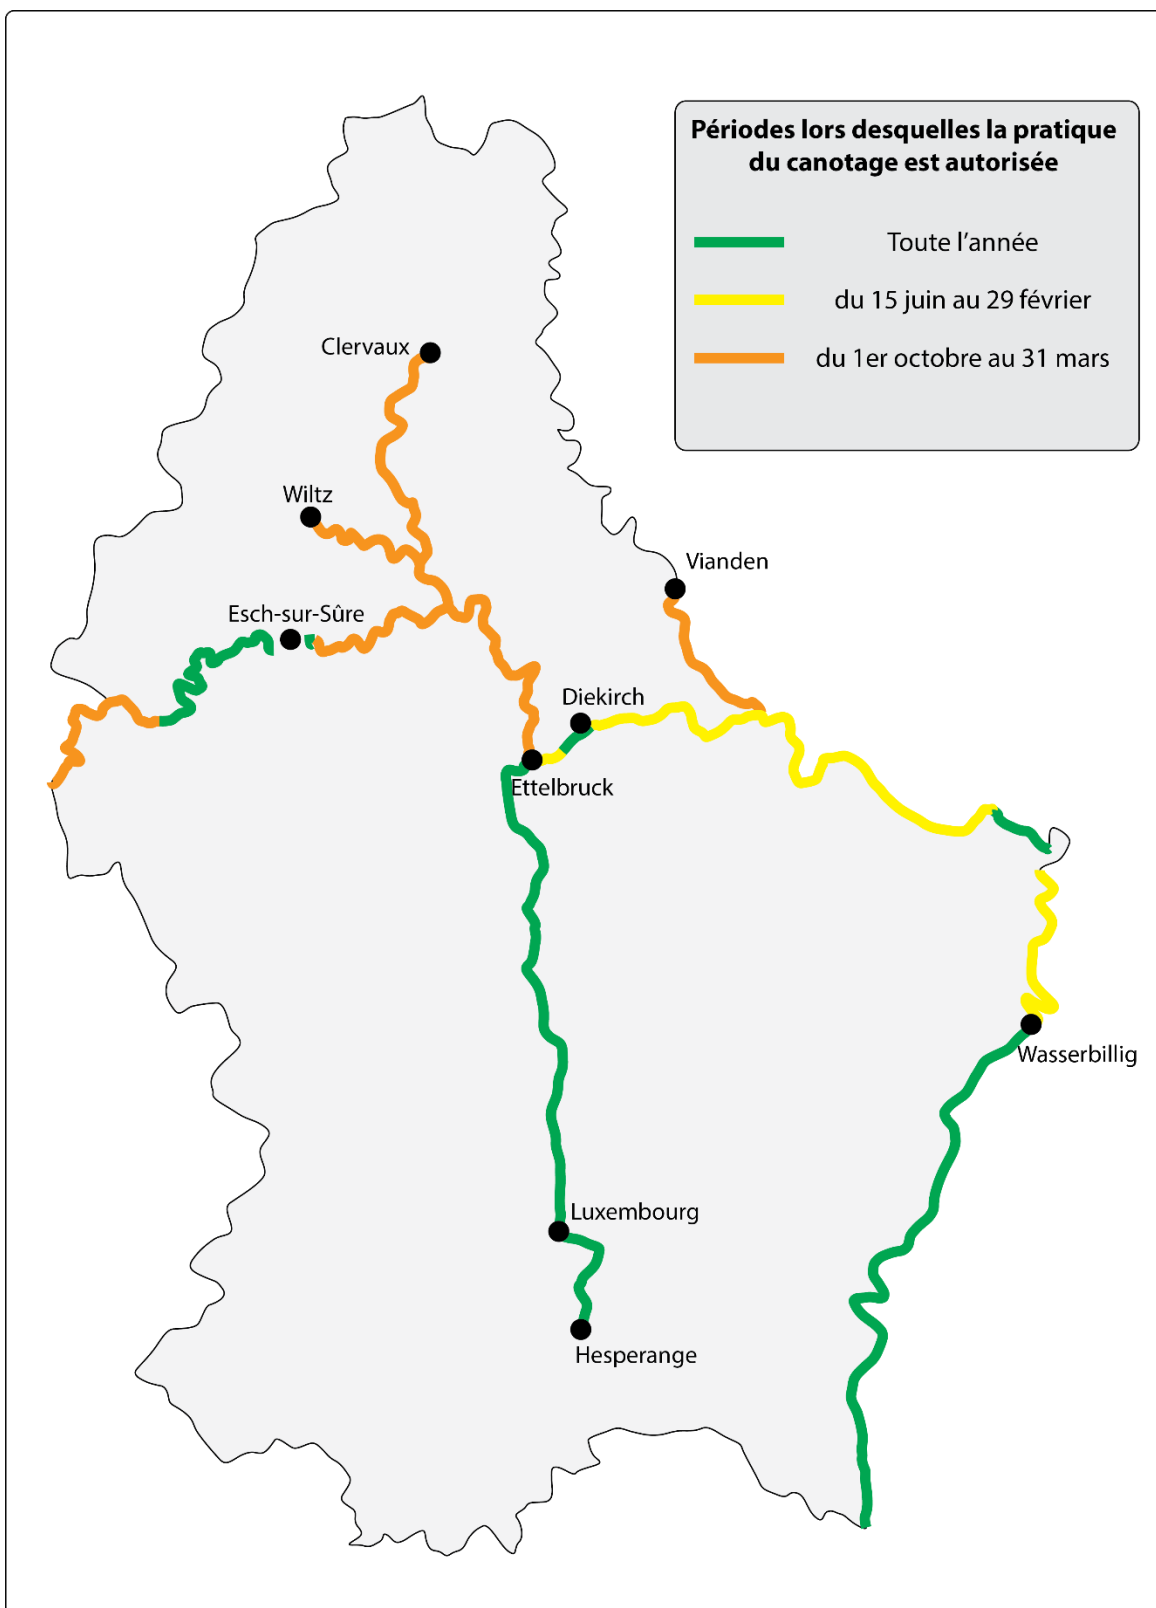 Périodes lors desquelles la pratique
du canotage est autorisée
Toute l'année
du 15 juin au 29 février
du 1er octobre au 31 mars
Clervaux
Wiltz
Vianden
Esch-sur-Sûre
Diekirch
Ettelbruck
Wasserbillig
Luxembourg
Hesperange